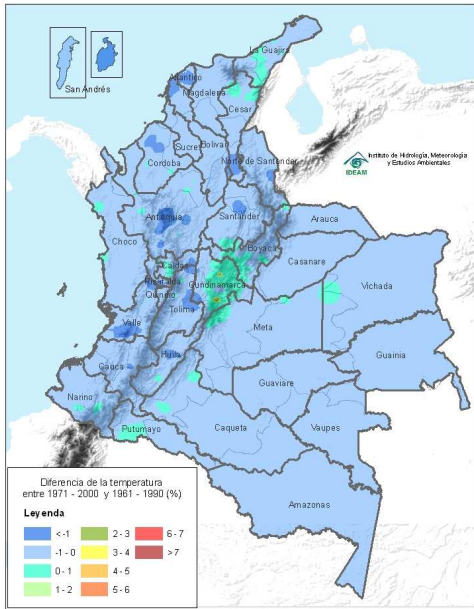 La Guajira
Atlantico
Magdalena
San Andrés
Cesar
Sucre
Bolivar
Cordoba
Norte de Santander
Instituto de Hidrología, Meteorología
y Estudios Ambientales
IDEAM
Antioquia
Santander
Arauca
Choco
Boyaca
Casanare
Caldas
Risaralda
Cundinamarca
Quindio
Vichada
Tolima
Valle
Meta
Guainia
Huila
Cauca
Guaviare
Narino
Putumayo
Caqueta
Vaupes
Amazonas
Diferencia de la temperatura
entre 1971 - 2000 y 1961 - 1990 (%)
Leyenda
< -1
2 - 3
6 - 7
-1 - 0
3 - 4
> 7
0 - 1
4 - 5
1 - 2
5 - 6